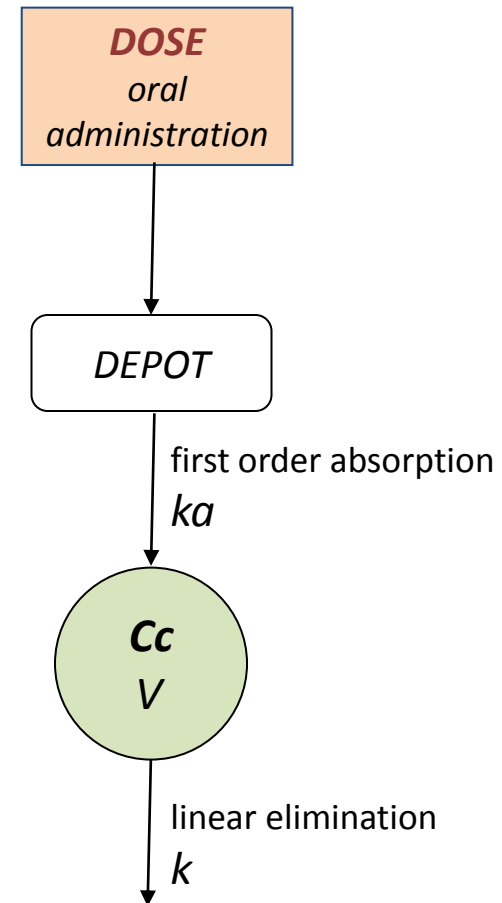 DOSE
oral
administration
DEPOT
first order absorption
ka
Cc
V
linear elimination
k